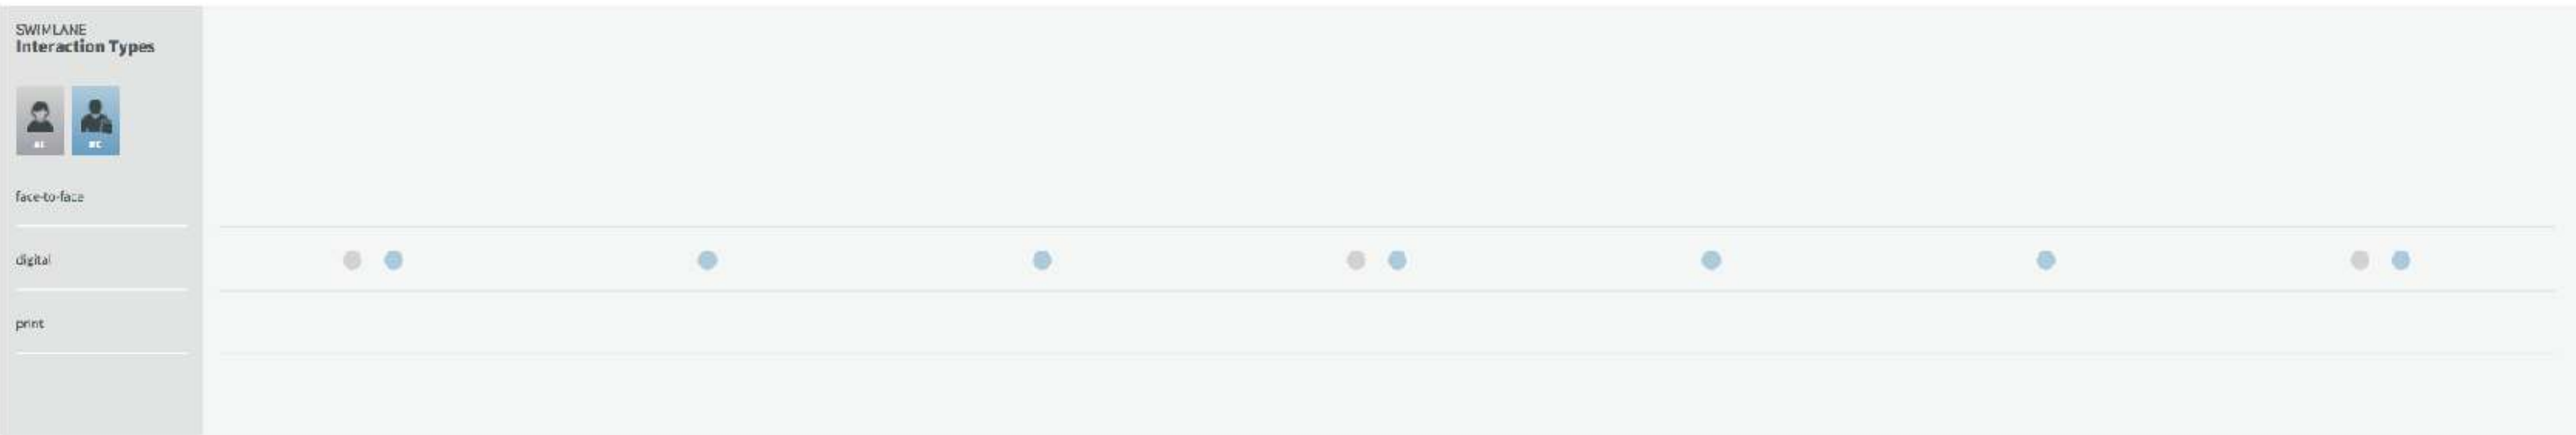 SWIMLANE
Interaction Types
face-to-face
digital
print